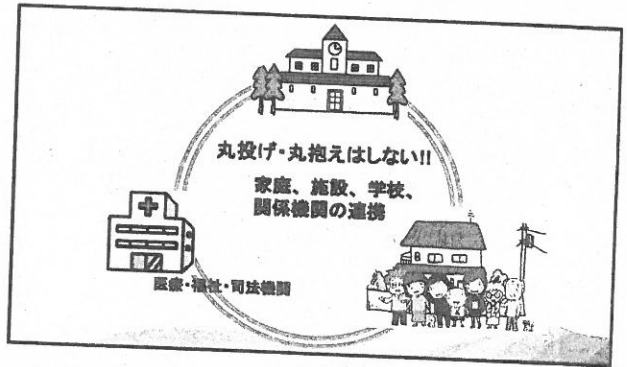 丸投げ・丸抱えはしない!!
家庭、施設、学校、
関係機関の連携
医療・福祉・司法機関